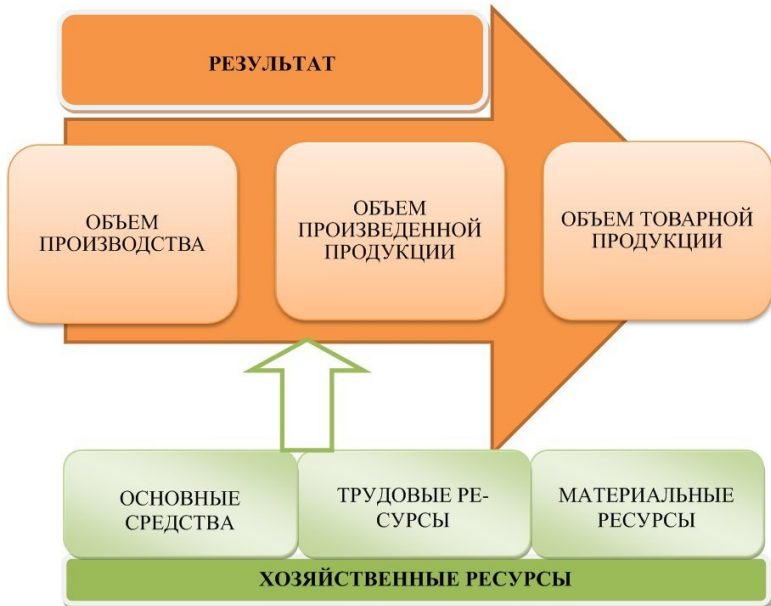 РЕЗУЛЬТАТ
ОБЪЕМ
ПРОИЗВОДСТВА
ОБЪЕМ
ПРОИЗВЕДЕННОЙ
ПРОДУКЦИИ
ОБЪЕМ ТОВАРНОЙ
ПРОДУКЦИИ
ОСНОВНЫЕ
СРЕДСТВА
ТРУДОВЫЕ РЕ-
СУРСЫ
МАТЕРИАЛЬНЫЕ
РЕСУРСЫ
ХОЗЯЙСТВЕННЫЕ РЕСУРСЫ